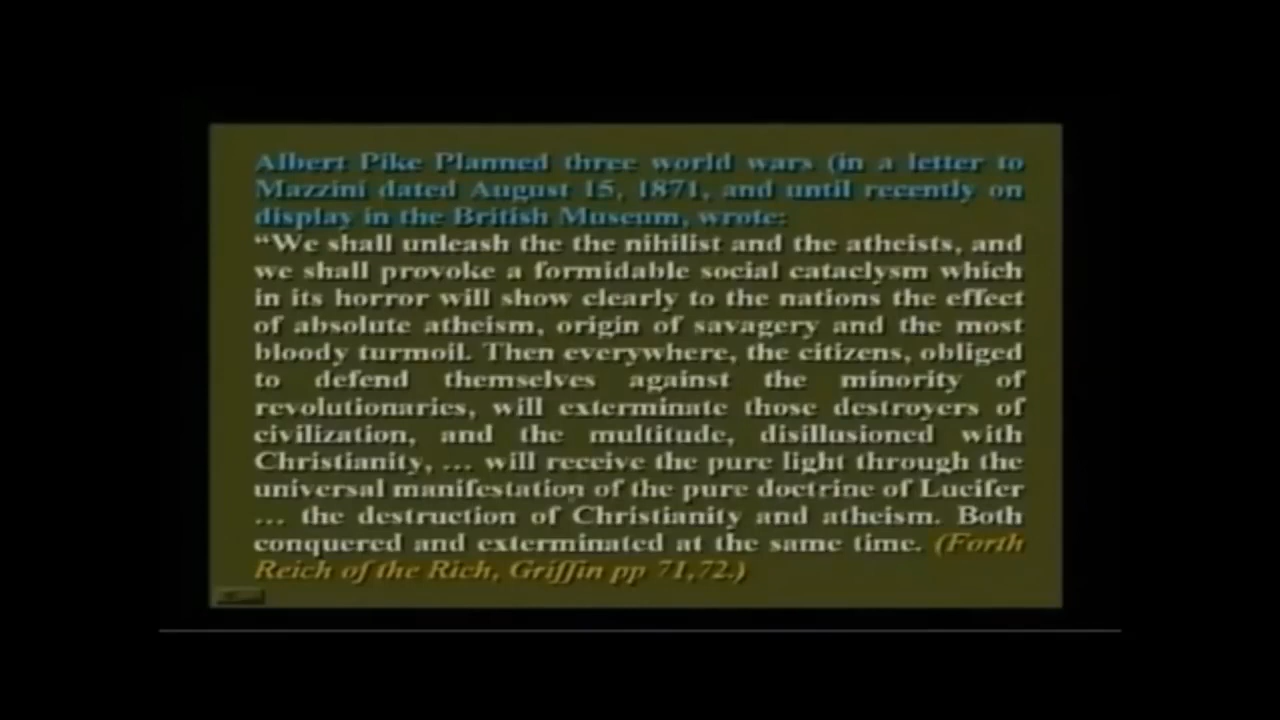 Albert Pike Planned three world wars (in a letter to
Mazzini dated August 15, 1871, and until recently on
display in the British Museum, wrote:
“We shall unleash the the nihilist and the atheists, and
we shall provoke a formidable social cataclysm which
in its horror will show clearly to the nations the effect
of absolute atheism, origin of savagery and the most
bloody turmoil. Then everywhere, the citizens, obliged
to defend themselves against the minority of
revolutionaries, will exterminate those destroyers of
civilization, and the multitude, disillusioned with
Christianity, ... will receive the pure light through the
universal manifestation of the pure doctrine of Lucifer
... the destruction of Christianity and atheism. Both
conquered and exterminated at the same time. (Forth
Reich of the Rich, Griffin pp 71,72.)